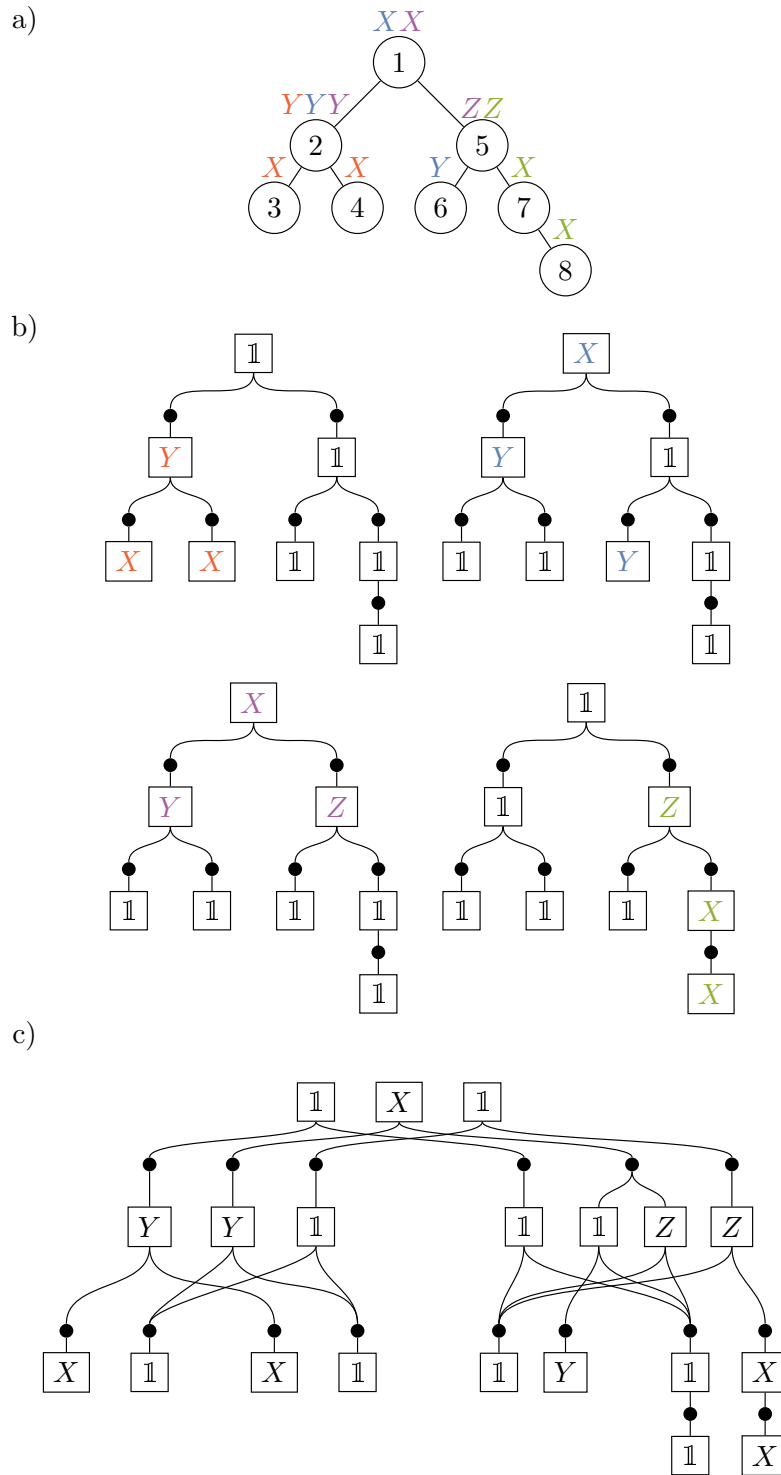 a)
X X
1
Y Y Y Z Z
2 5
X X Y X
3 4 6 7
X
8
b)
𝟙 X
Y 𝟙 Y 𝟙
X X 𝟙 𝟙 𝟙 𝟙 Y 𝟙
𝟙 𝟙
X 𝟙
Y Z 𝟙 Z
𝟙 𝟙 𝟙 𝟙 𝟙 𝟙 𝟙 X
𝟙 X
c)
𝟙 X 𝟙
Y Y 𝟙 𝟙 𝟙 Z Z
X 𝟙 X 𝟙 𝟙 Y 𝟙 X
𝟙 X